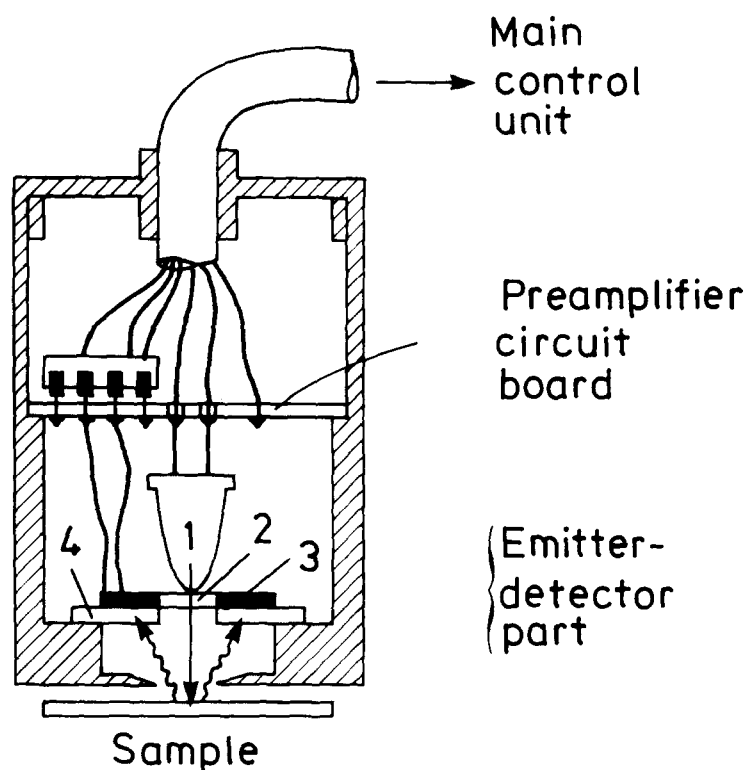 Main
control
unit
Preamplifier
circuit
board
1
2
3
4
Emitter-
detector
part
Sample